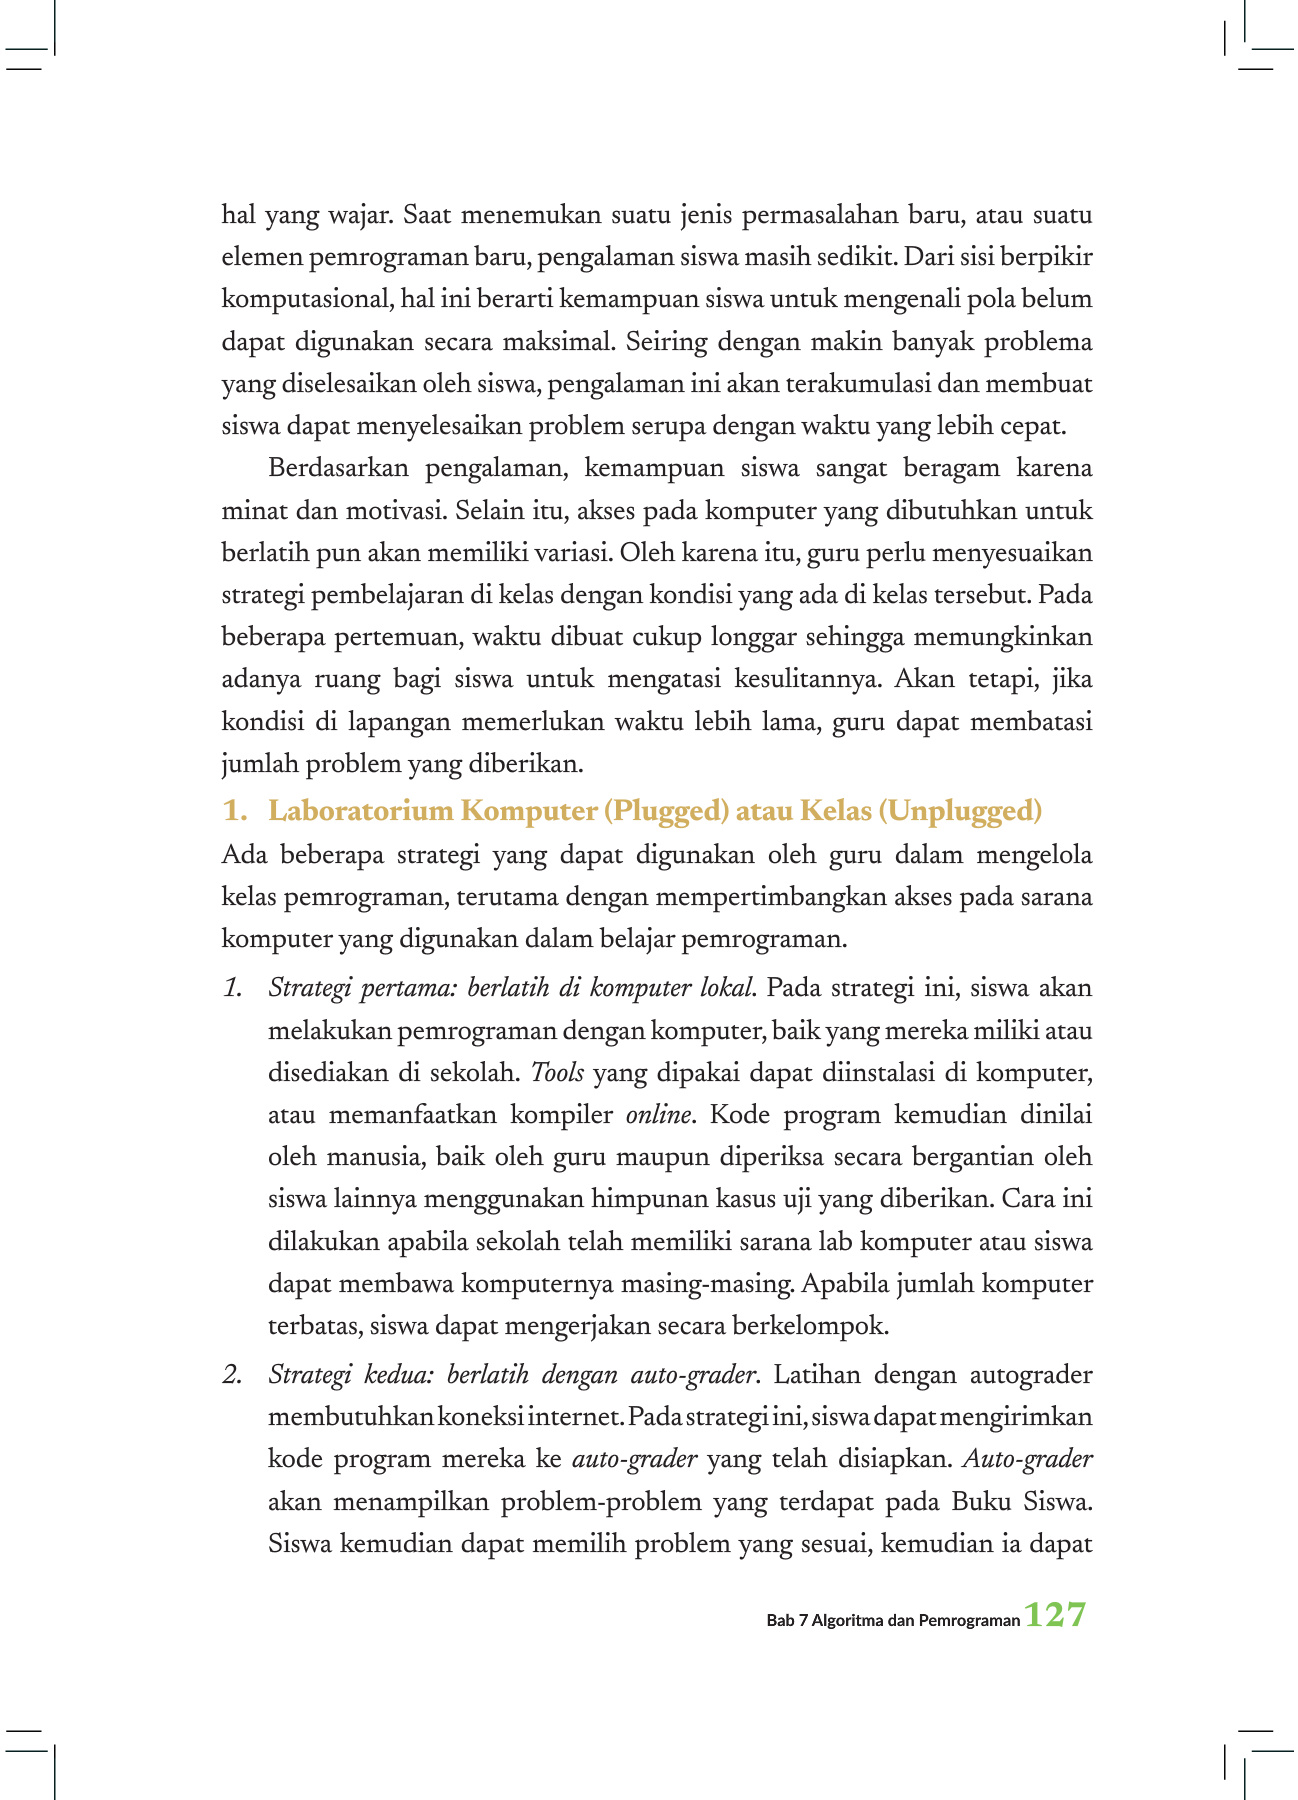 hal yang wajar. Saat menemukan suatu jenis permasalahan baru, atau suatu
elemen pemrograman baru, pengalaman siswa masih sedikit. Dari sisi berpikir
komputasional, hal ini berarti kemampuan siswa untuk mengenali pola belum
dapat digunakan secara maksimal. Seiring dengan makin banyak problema
yang diselesaikan oleh siswa, pengalaman ini akan terakumulasi dan membuat
siswa dapat menyelesaikan problem serupa dengan waktu yang lebih cepat.
Berdasarkan pengalaman, kemampuan siswa sangat beragam karena
minat dan motivasi. Selain itu, akses pada komputer yang dibutuhkan untuk
berlatih pun akan memiliki variasi. Oleh karena itu, guru perlu menyesuaikan
strategi pembelajaran di kelas dengan kondisi yang ada di kelas tersebut. Pada
beberapa pertemuan, waktu dibuat cukup longgar sehingga memungkinkan
adanya ruang bagi siswa untuk mengatasi kesulitannya. Akan tetapi, jika
kondisi di lapangan memerlukan waktu lebih lama, guru dapat membatasi
jumlah problem yang diberikan.
1. Laboratorium Komputer (Plugged) atau Kelas (Unplugged)
Ada beberapa strategi yang dapat digunakan oleh guru dalam mengelola
kelas pemrograman, terutama dengan mempertimbangkan akses pada sarana
komputer yang digunakan dalam belajar pemrograman.
1. Strategi pertama: berlatih di komputer lokal. Pada strategi ini, siswa akan
melakukan pemrograman dengan komputer, baik yang mereka miliki atau
disediakan di sekolah. Tools yang dipakai dapat diinstalasi di komputer,
atau memanfaatkan kompiler online. Kode program kemudian dinilai
oleh manusia, baik oleh guru maupun diperiksa secara bergantian oleh
siswa lainnya menggunakan himpunan kasus uji yang diberikan. Cara ini
dilakukan apabila sekolah telah memiliki sarana lab komputer atau siswa
dapat membawa komputernya masing-masing. Apabila jumlah komputer
terbatas, siswa dapat mengerjakan secara berkelompok.
2. Strategi kedua: berlatih dengan auto-grader. Latihan dengan autograder
membutuhkan koneksi internet. Pada strategi ini, siswa dapat mengirimkan
kode program mereka ke auto-grader yang telah disiapkan. Auto-grader
akan menampilkan problem-problem yang terdapat pada Buku Siswa.
Siswa kemudian dapat memilih problem yang sesuai, kemudian ia dapat
Bab 7 Algoritma dan Pemrograman 127